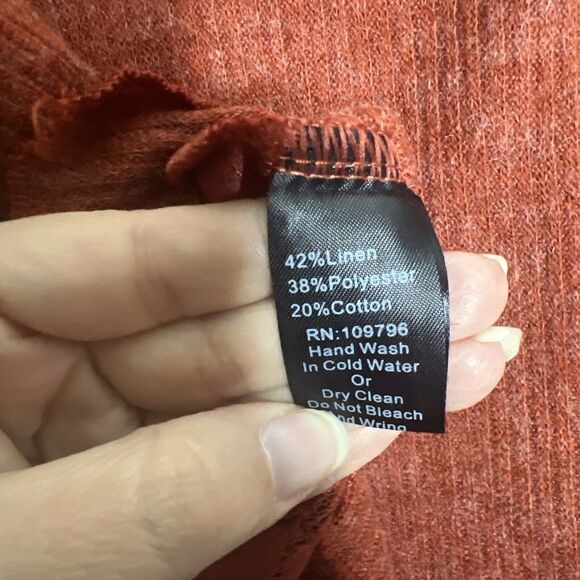 42%Linen
38%Polyester
20%Cotton
RN:109796
Hand Wash
In Cold Water
Or
Dry Clean
Do Not Bleach
Wring